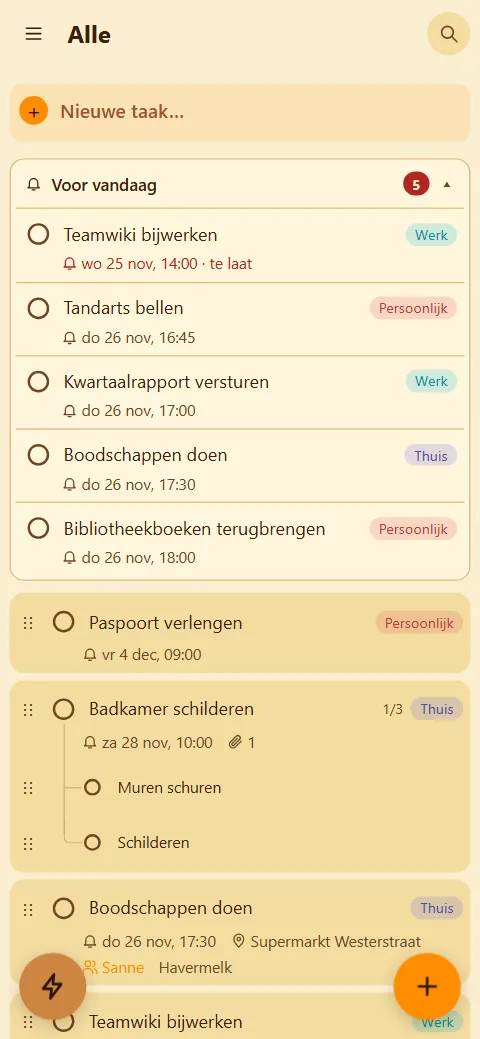 Alle
Nieuwe taak...
Voor vandaag 5
Teamwiki bijwerken Werk
wo 25 nov, 14:00 · te laat
Tandarts bellen Persoonlijk
do 26 nov, 16:45
Kwartaalrapport versturen Werk
do 26 nov, 17:00
Boodschappen doen Thuis
do 26 nov, 17:30
Bibliotheekboeken terugbrengen Persoonlijk
do 26 nov, 18:00
Paspoort verlengen Persoonlijk
vr 4 dec, 09:00
Badkamer schilderen 1/3 Thuis
za 28 nov, 10:00 1
Muren schuren
Schilderen
Boodschappen doen Thuis
do 26 nov, 17:30 Supermarkt Westerstraat
Sanne Havermelk
Teamwiki bijwerken Werk